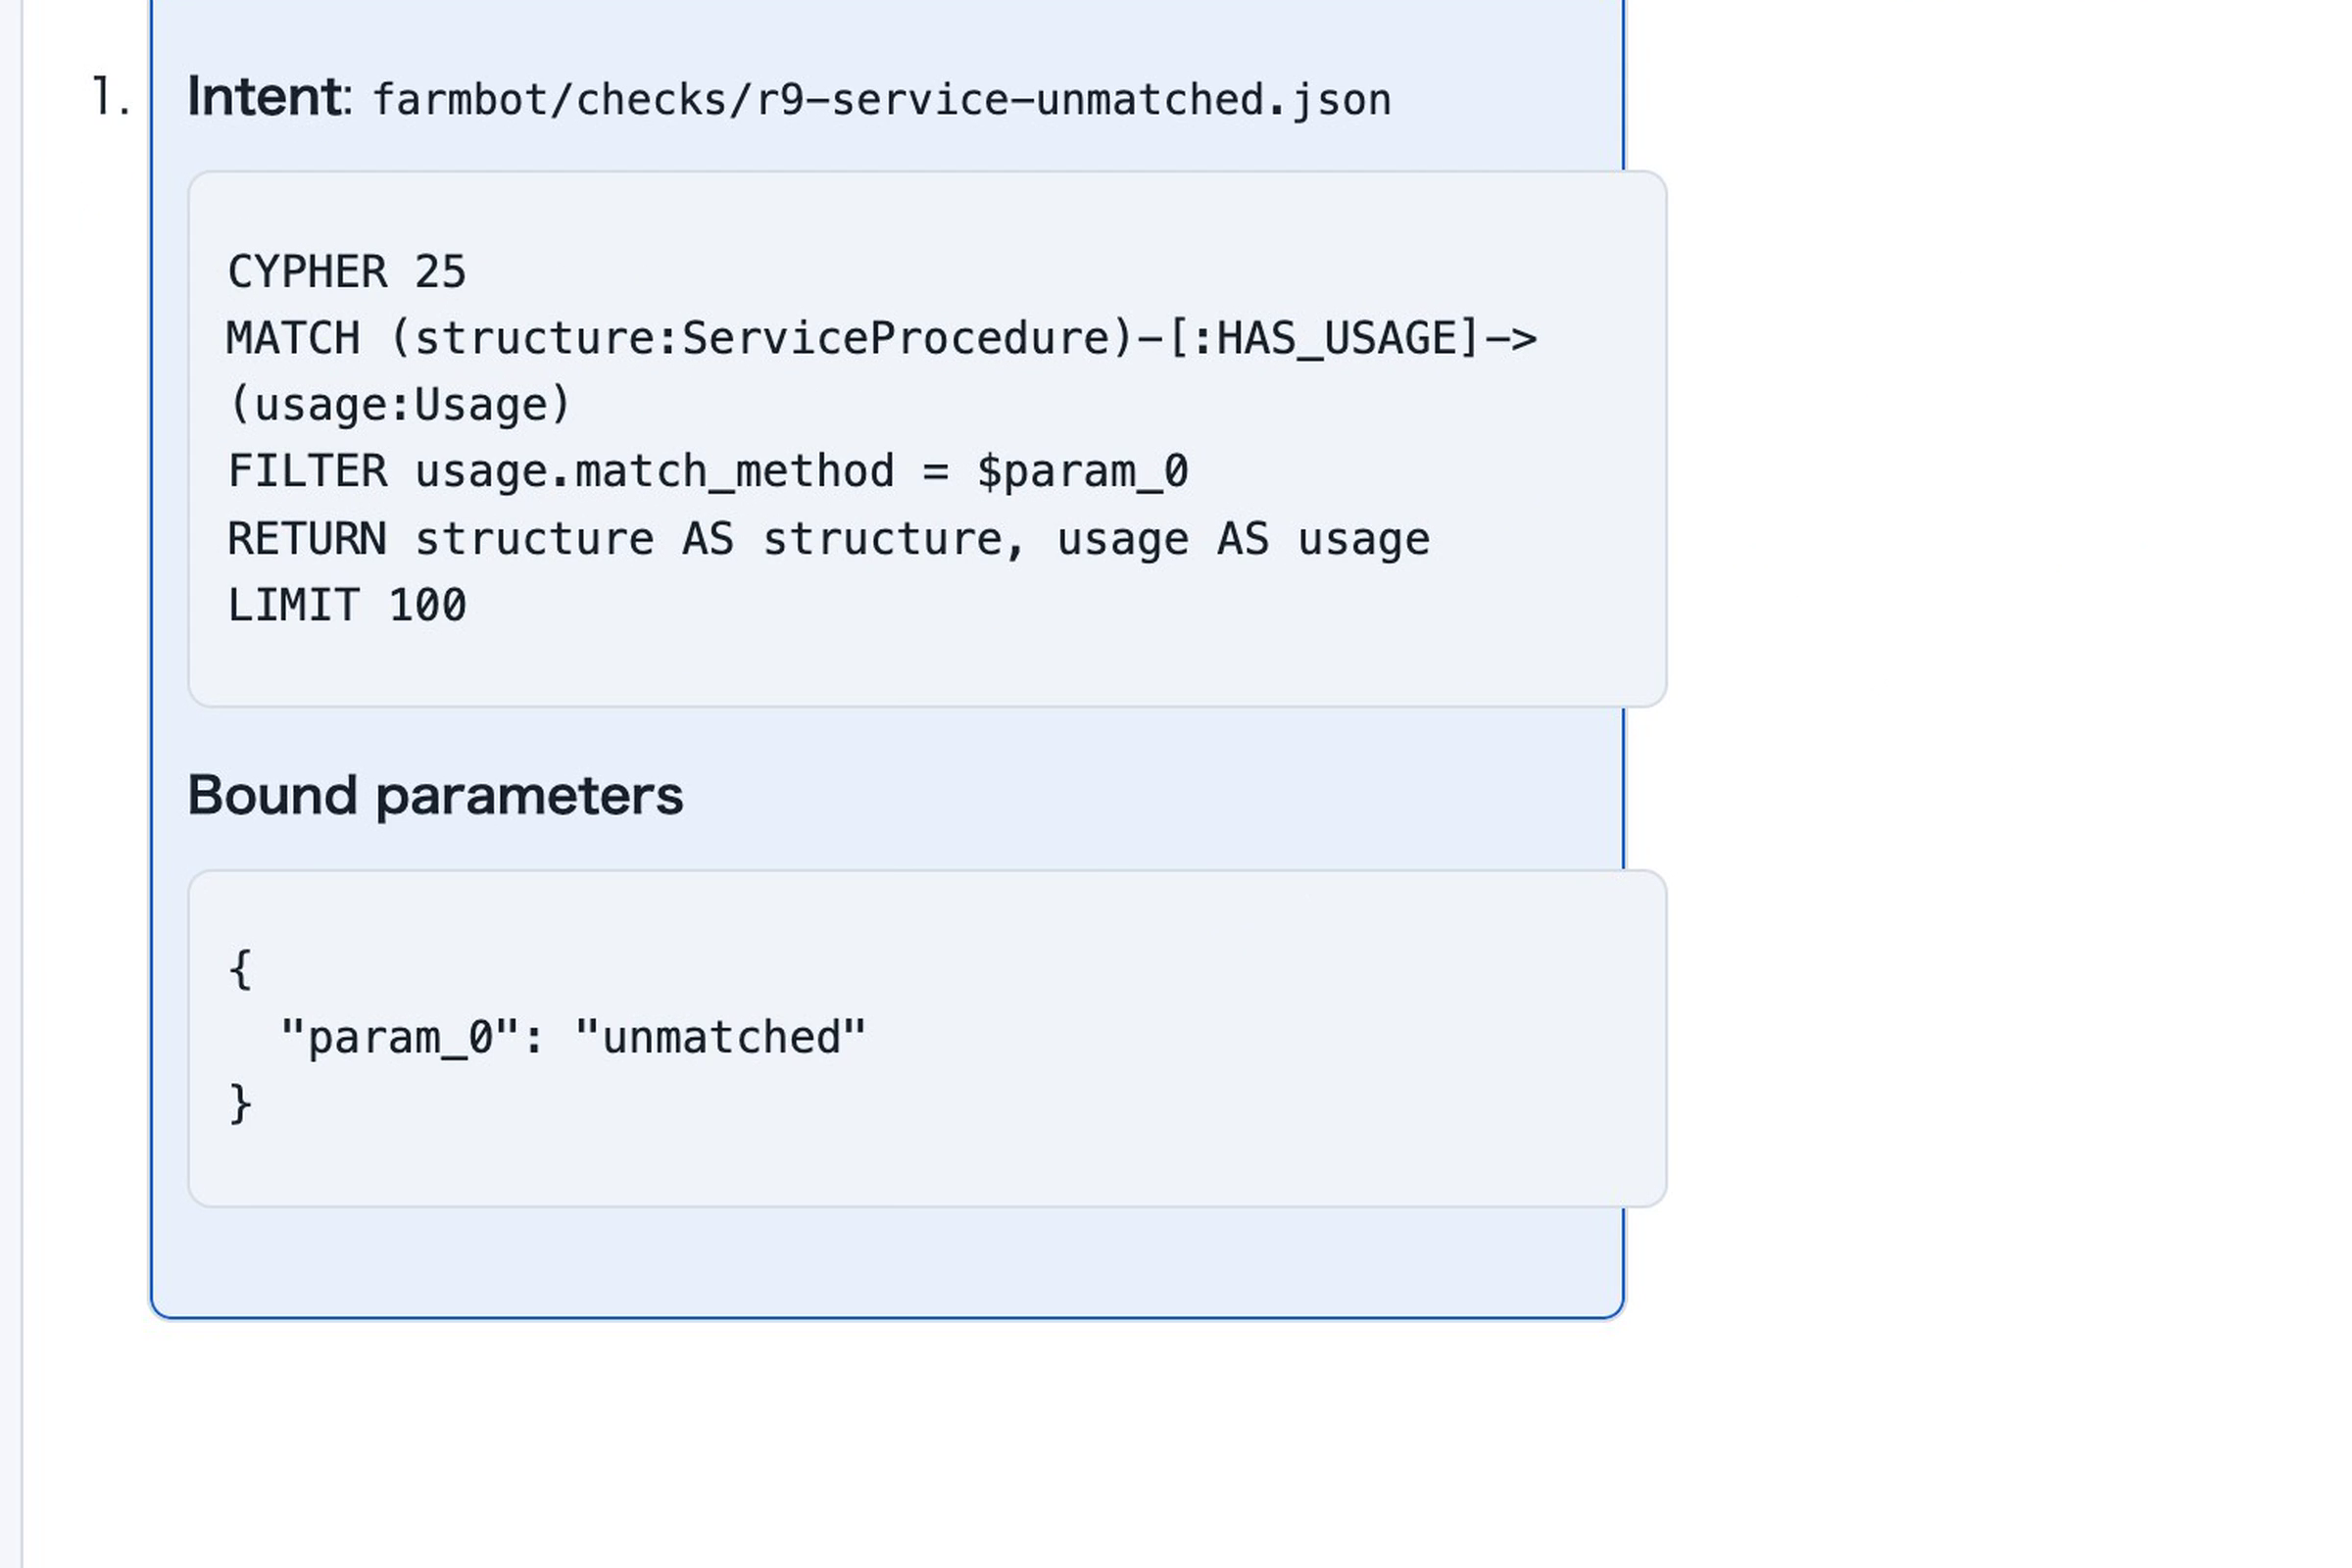 1. Intent: farmbot/checks/r9-service-unmatched.json
CYPHER 25
MATCH (structure:ServiceProcedure)-[:HAS_USAGE]->
(usage:Usage)
FILTER usage.match_method = $param_0
RETURN structure AS structure, usage AS usage
LIMIT 100
Bound parameters
{
  "param_0": "unmatched"
}